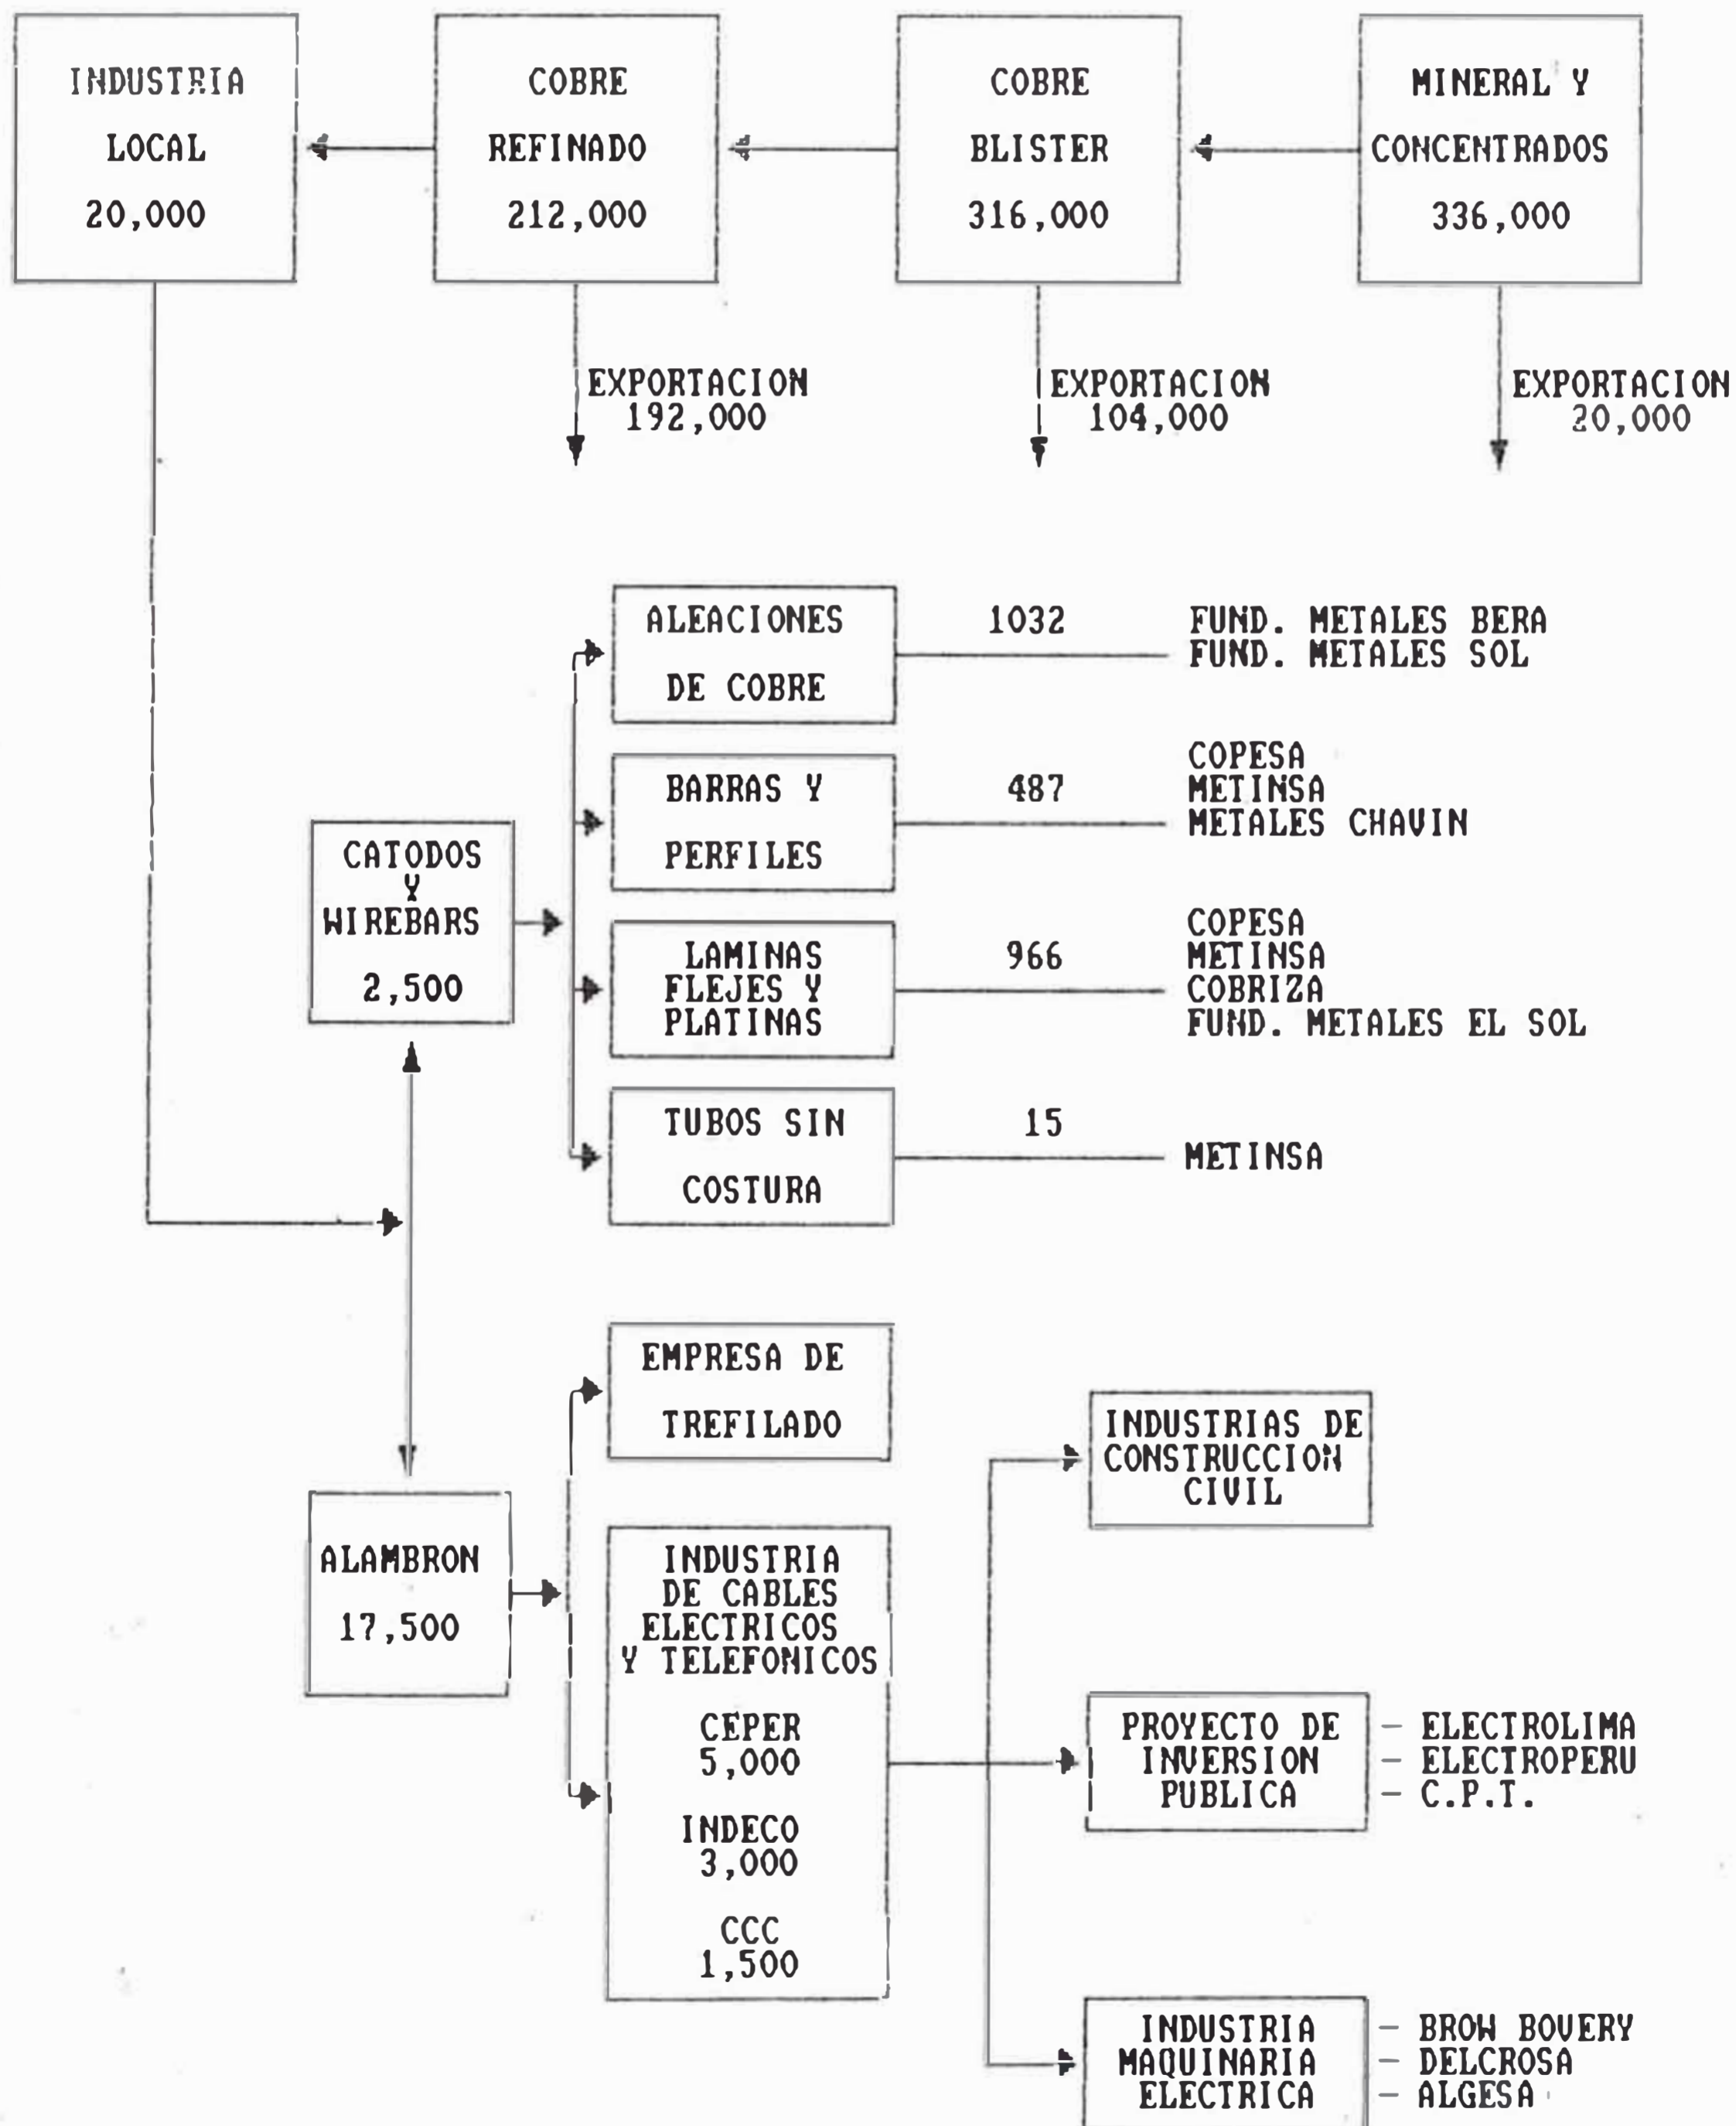 INDUSTRIA
LOCAL
20,000
COBRE
REFINADO
212,000
COBRE
BLISTER
316,000
MINERAL Y
CONCENTRADOS
336,000
EXPORTACION
192,000
EXPORTACION
104,000
EXPORTACION
20,000
ALEACIONES
DE COBRE
1032
FUND. METALES BERA
FUND. METALES SOL
BARRAS Y
PERFILES
487
COPESA
METINSA
METALES CHAVIN
CATODOS
Y
WIREBARS
2,500
LAMINAS
FLEJES Y
PLATINAS
966
COPESA
METINSA
COBRIZA
FUND. METALES EL SOL
TUBOS SIN
COSTURA
15
METINSA
EMPRESA DE
TREFILADO
ALAMBRON
17,500
INDUSTRIA
DE CABLES
ELECTRICOS
Y TELEFONICOS
CEPER
5,000
INDECO
3,000
CCC
1,500
INDUSTRIAS DE
CONSTRUCCION
CIVIL
PROYECTO DE
INVERSION
PUBLICA
- ELECTROLIMA
- ELECTROPERU
- C.P.T.
INDUSTRIA
MAQUINARIA
ELECTRICA
- BROW BOVERY
- DELCROSA
- ALGESA